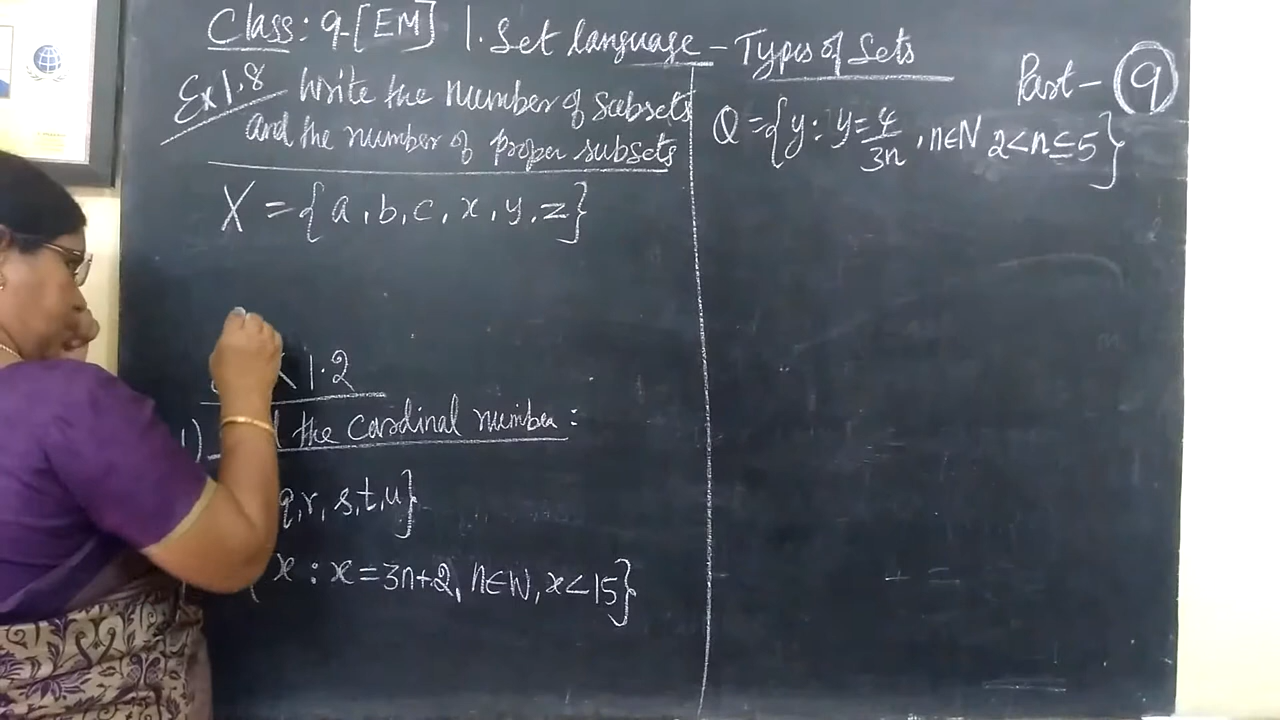 Class: 9-[EM] 1. Set language - Types of Sets
Part - 9
Ex 1.8 Write the number of subsets
and the number of proper subsets
X = {a, b, c, x, y, z}
1.2
1) the cardinal number:
q, r, s, t, u}
x : x = 3n+2, n∈W, x<15}
Q = {y : y = 4/3n, n∈N 2<n≤5}